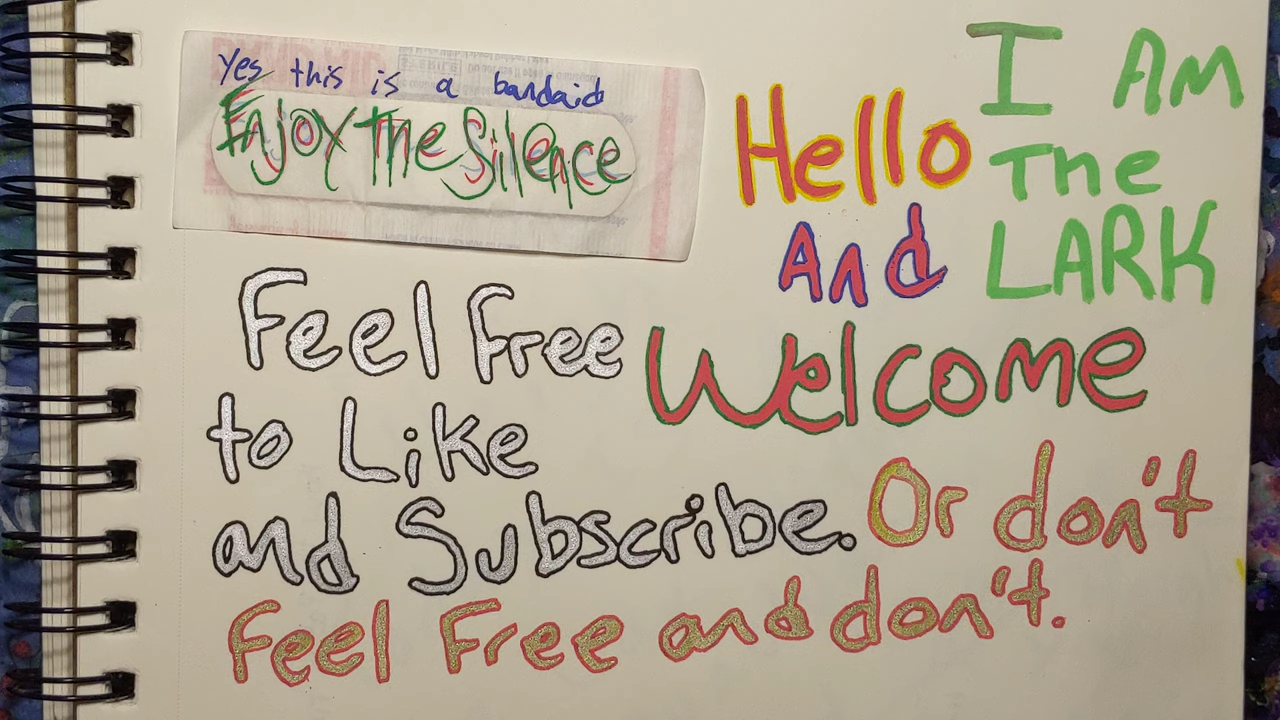 Yes this is a bandaid
Enjoy The Silence
STERILE
Hello
And
Welcome
I AM
The
LARK
Feel Free
to Like
and Subscribe. Or don't
Feel Free and don't.